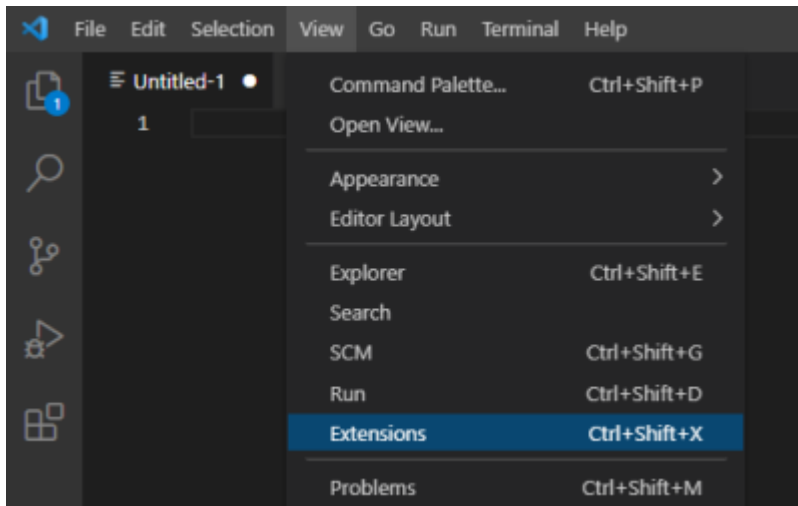 File Edit Selection View Go Run Terminal Help
Untitled-1
1
1
Command Palette... Ctrl+Shift+P
Open View...
Appearance
Editor Layout
Explorer Ctrl+Shift+E
Search
SCM Ctrl+Shift+G
Run Ctrl+Shift+D
Extensions Ctrl+Shift+X
Problems Ctrl+Shift+M